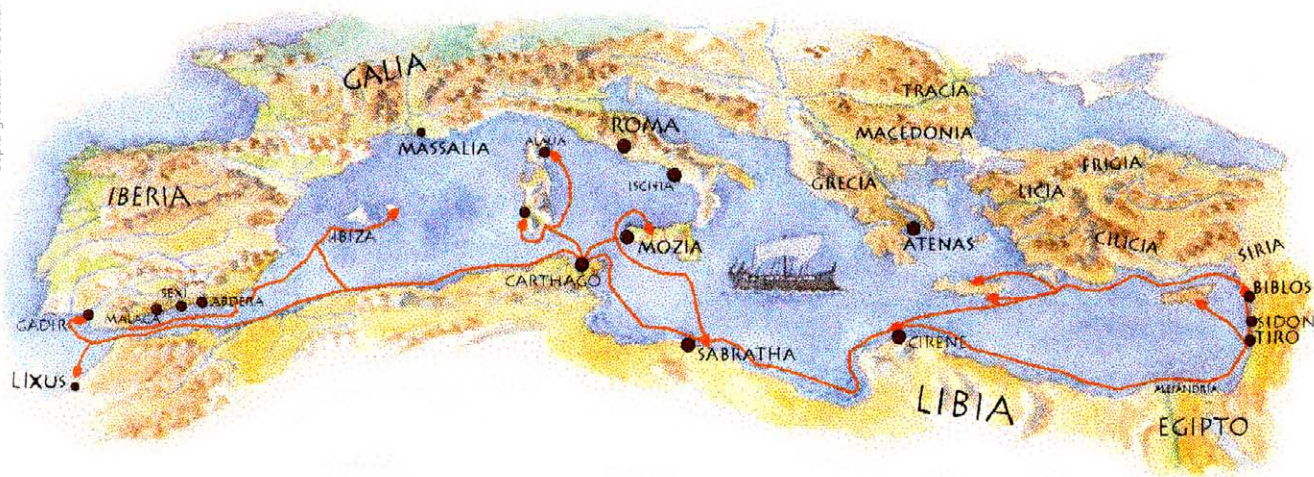 GALIA
TRACIA
ROMA
MACEDONIA
MASSALIA
ALALIA
FRIGIA
IBERIA
ISCHIA
GRECIA
LICIA
IBIZA
ATENAS
CILICIA
SIRIA
MOZIA
CARTHAGO
BIBLOS
SEXI
ABDERA
GADIR
MALACA
SIDON
TIRO
CIRENE
SABRATHA
LIXUS
ALEJANDRIA
LIBIA
EGIPTO